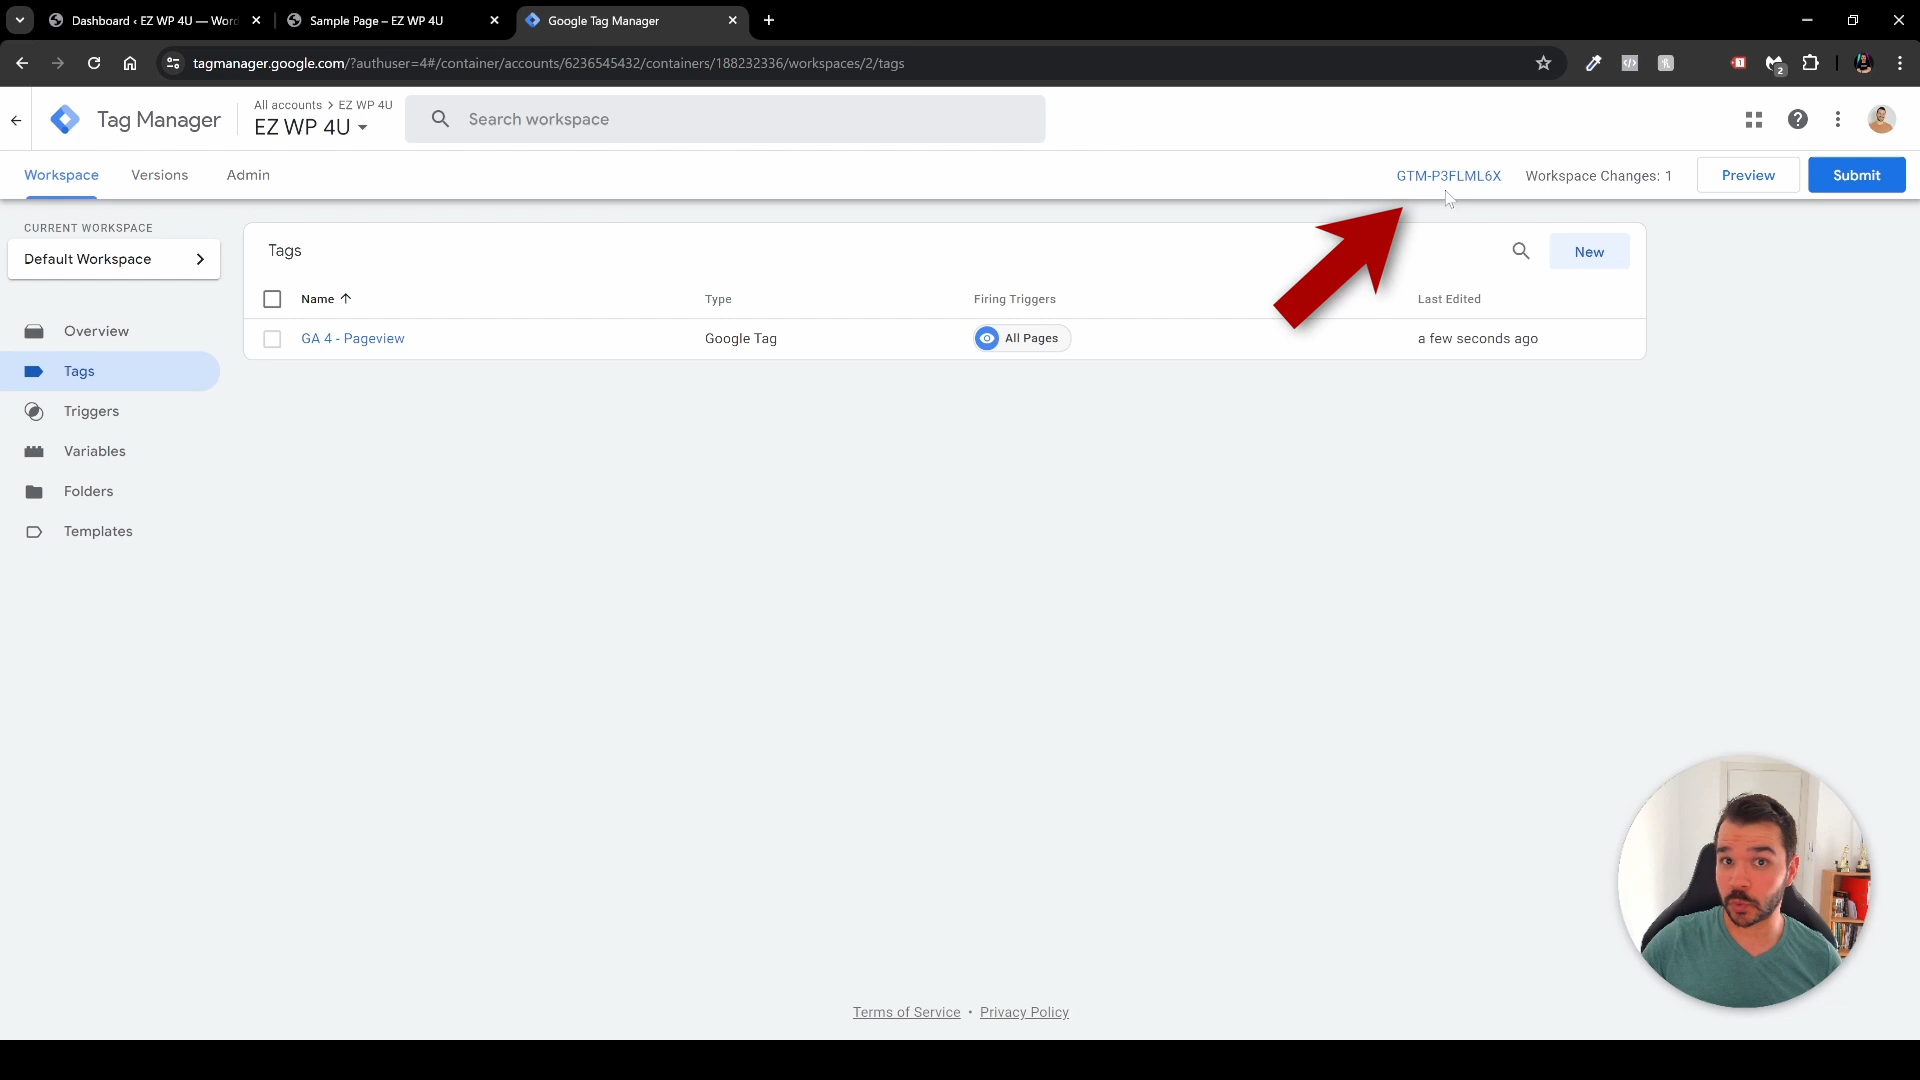 Dashboard ‹ EZ WP 4U — Word
Sample Page – EZ WP 4U
Google Tag Manager
tagmanager.google.com/?authuser=4#/container/accounts/6236545432/containers/188232336/workspaces/2/tags
1
2
Tag Manager
All accounts > EZ WP 4U
EZ WP 4U
Search workspace
Workspace
Versions
Admin
GTM-P3FLML6X
Workspace Changes: 1
Preview
Submit
CURRENT WORKSPACE
Default Workspace
Overview
Tags
Triggers
Variables
Folders
Templates
Tags
New
Name
Type
Firing Triggers
Last Edited
GA 4 - Pageview
Google Tag
All Pages
a few seconds ago
Terms of Service • Privacy Policy